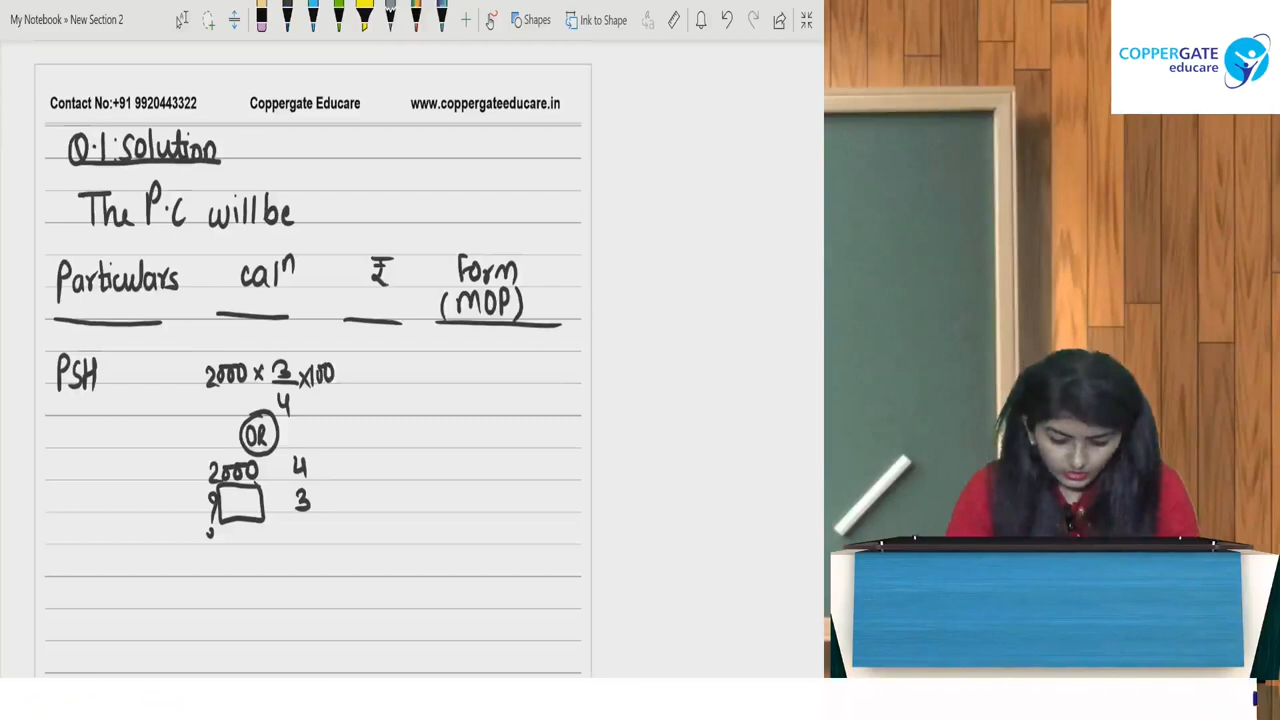 My Notebook » New Section 2
Shapes
Ink to Shape
COPPERGATE
educare
Contact No:+91 9920443322 Coppergate Educare www.coppergateeducare.in
Q.1: Solution
The P.C will be
Particulars calⁿ ₹ Form
(MOP)
PSH 2000 × 3/4 × 100
OR
2000 4
? 3